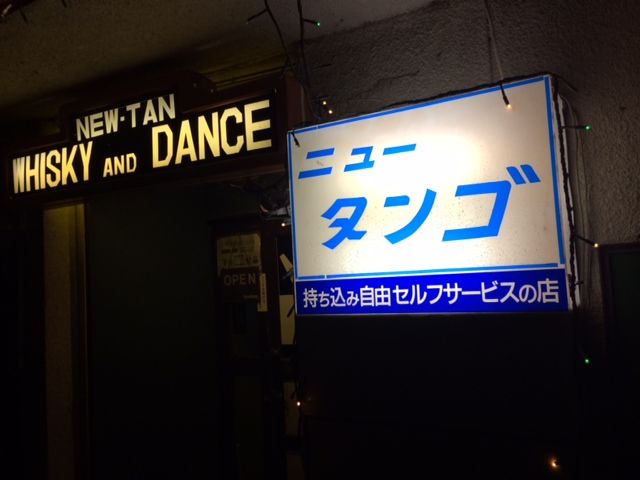 NEW-TAN
WHISKY AND DANCE
ニュー
タンゴ
持ち込み自由セルフサービスの店
OPEN